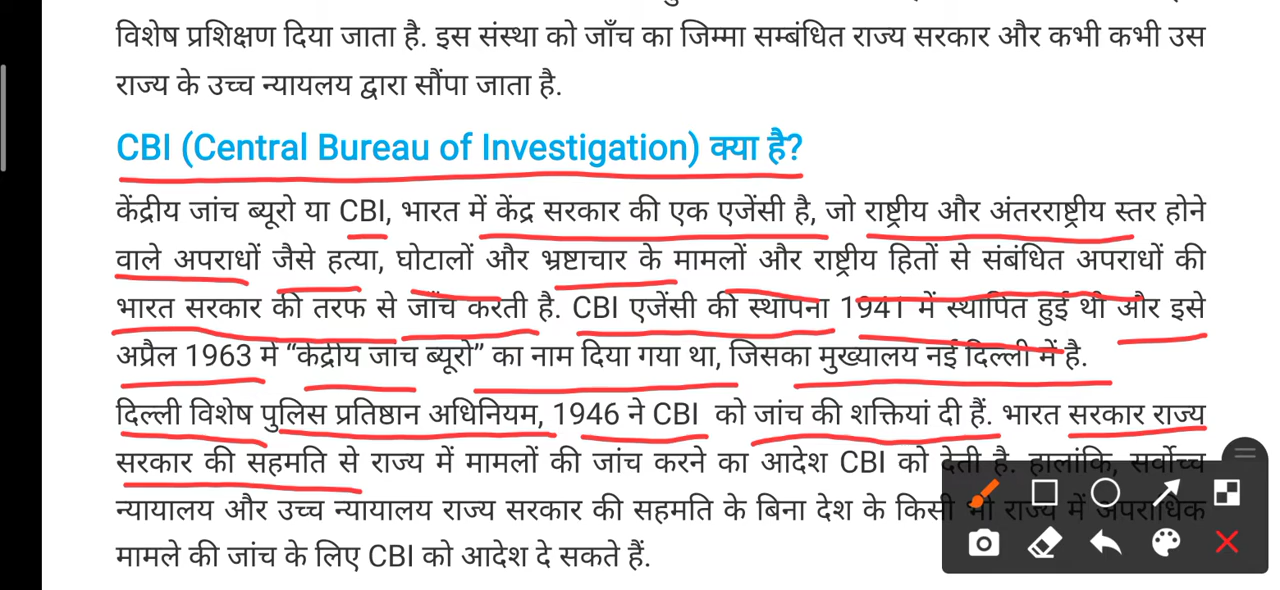 विशेष प्रशिक्षण दिया जाता है. इस संस्था को जाँच का जिम्मा सम्बंधित राज्य सरकार और कभी कभी उस
राज्य के उच्च न्यायलय द्वारा सौंपा जाता है.
CBI (Central Bureau of Investigation) क्या है?
केंद्रीय जांच ब्यूरो या CBI, भारत में केंद्र सरकार की एक एजेंसी है, जो राष्ट्रीय और अंतरराष्ट्रीय स्तर होने
वाले अपराधों जैसे हत्या, घोटालों और भ्रष्टाचार के मामलों और राष्ट्रीय हितों से संबंधित अपराधों की
भारत सरकार की तरफ से जाँच करती है. CBI एजेंसी की स्थापना 1941 में स्थापित हुई थी और इसे
अप्रैल 1963 में “केंद्रीय जांच ब्यूरो” का नाम दिया गया था, जिसका मुख्यालय नई दिल्ली में है.
दिल्ली विशेष पुलिस प्रतिष्ठान अधिनियम, 1946 ने CBI को जांच की शक्तियां दी हैं. भारत सरकार राज्य
सरकार की सहमति से राज्य में मामलों की जांच करने का आदेश CBI को देती है. हालांकि, सर्वोच्च
न्यायालय और उच्च न्यायालय राज्य सरकार की सहमति के बिना देश के किसी भी राज्य में अपराधिक
मामले की जांच के लिए CBI को आदेश दे सकते हैं.